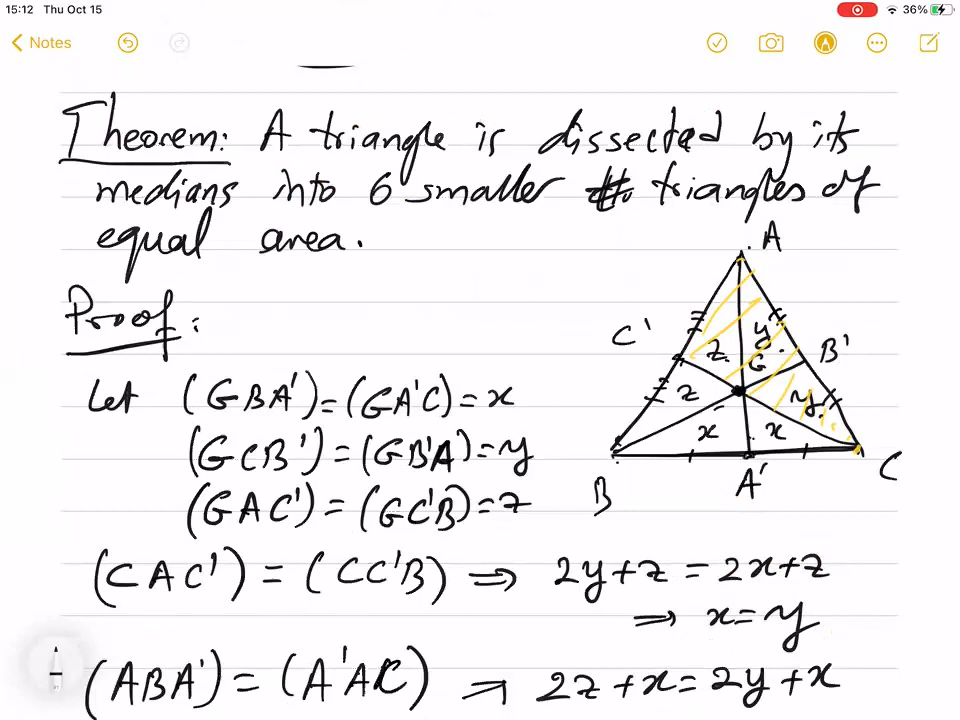 15:12 Thu Oct 15
36%
Notes
Theorem: A triangle is dissected by its
medians into 6 smaller triangles of
equal area.
A
Proof:
C'
z y
G
B'
Let (GBA') = (GA'C) = x
z y
x x
(GCB') = (GB'A) = y
C
B
A'
(GAC') = (GC'B) = z
(CAC') = (CC'B) ⇒ 2y+z = 2x+z
⇒ x = y
(ABA') = (A'AC) ⇒ 2z+x = 2y+x